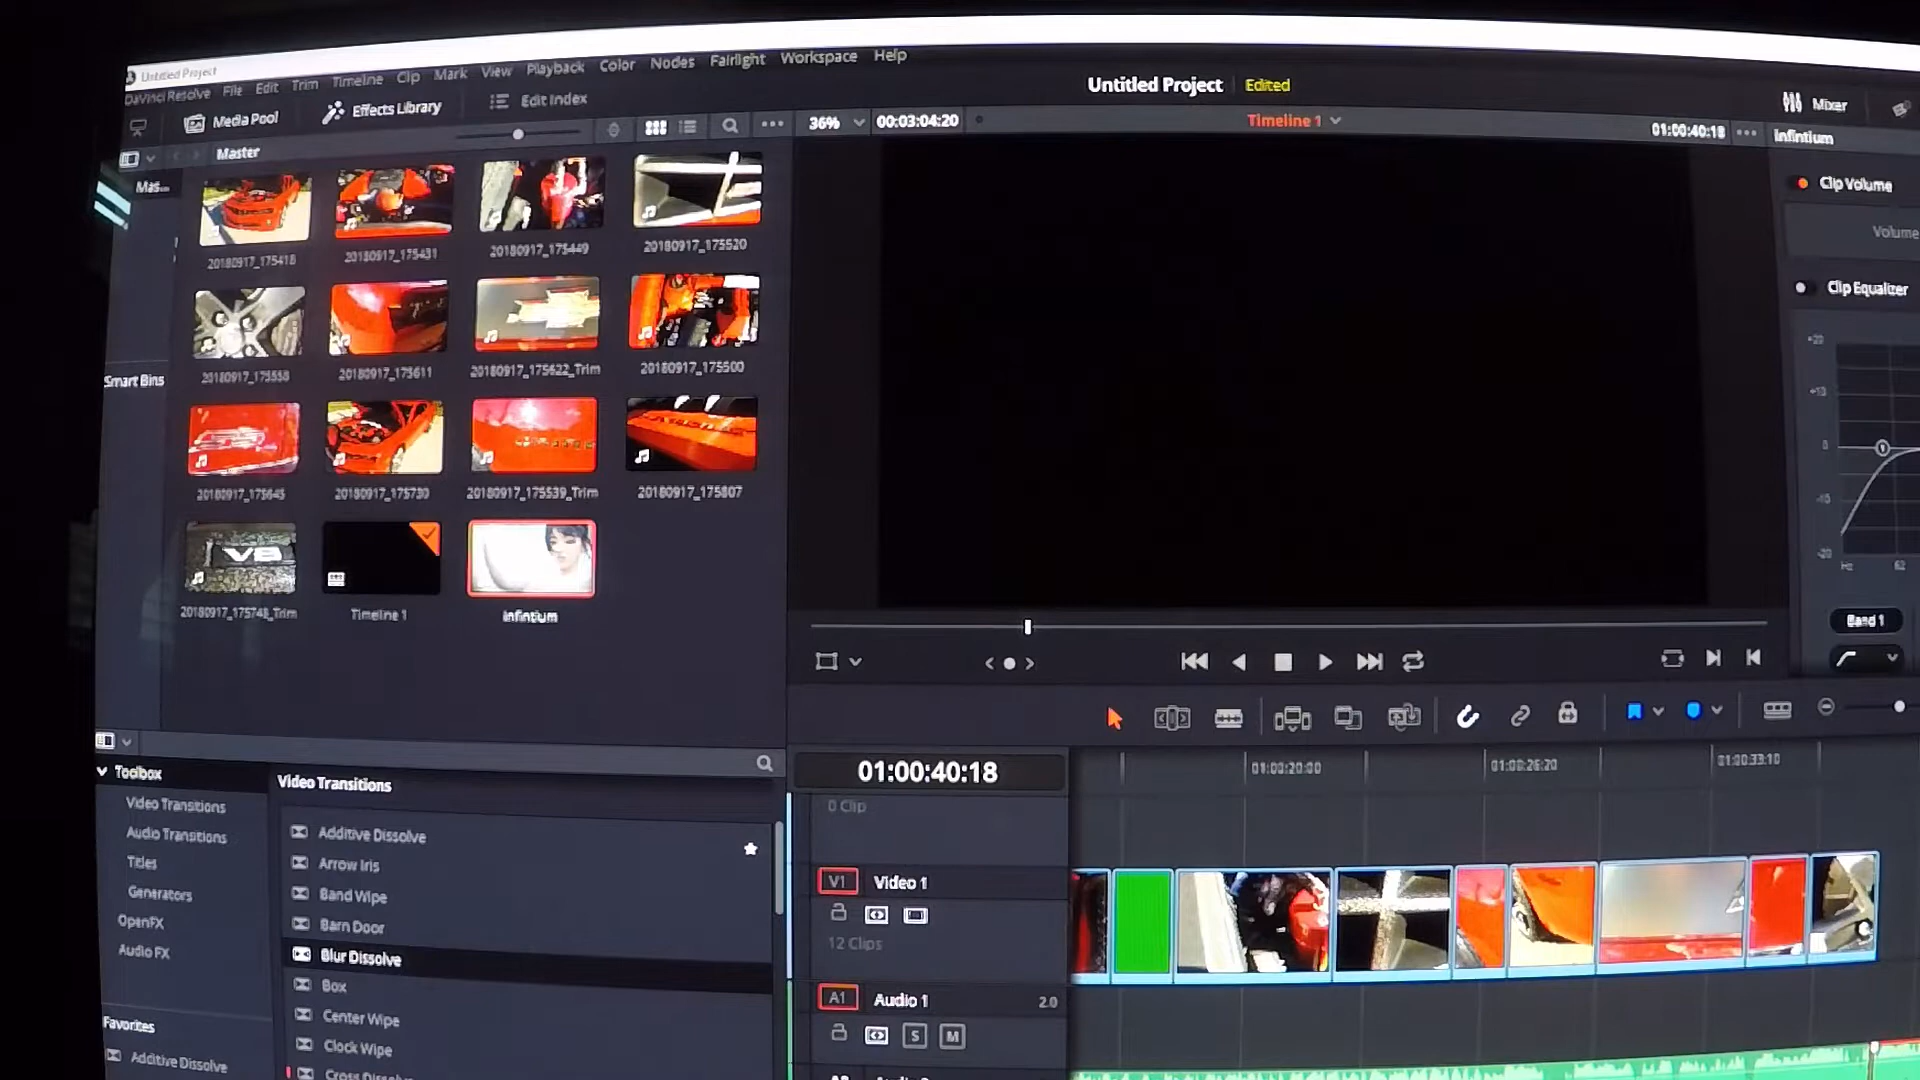 Untitled Project
DaVinci Resolve File Edit Trim Timeline Clip Mark View Playback Color Nodes Fairlight Workspace Help
Media Pool Effects Library Edit Index Untitled Project Edited Mixer
36% 00:03:04:20 Timeline 1 01:00:40:18 Infintium
Master
Mas... Clip Volume
20180917_175418 20180917_175431 20180917_175449 20180917_175520
Volume
Clip Equalizer
20180917_175611 20180917_175622_Trim 20180917_175500
Smart Bins
20180917_175645 20180917_175730 20180917_175539_Trim 20180917_175807
V8
20180917_175748_Trim Timeline 1 Infintium
Hz 62
Band 1
Toolbox Video Transitions 01:00:40:18 01:00:20:00 01:00:26:20 01:00:33:10
Video Transitions
Audio Transitions
Titles
Generators
OpenFX
Audio FX
Favorites
Additive Dissolve
Additive Dissolve
Arrow Iris
Band Wipe
Barn Door
Blur Dissolve
Box
Center Wipe
Clock Wipe
0 Clip
V1 Video 1
12 Clips
A1 Audio 1 2.0
S M